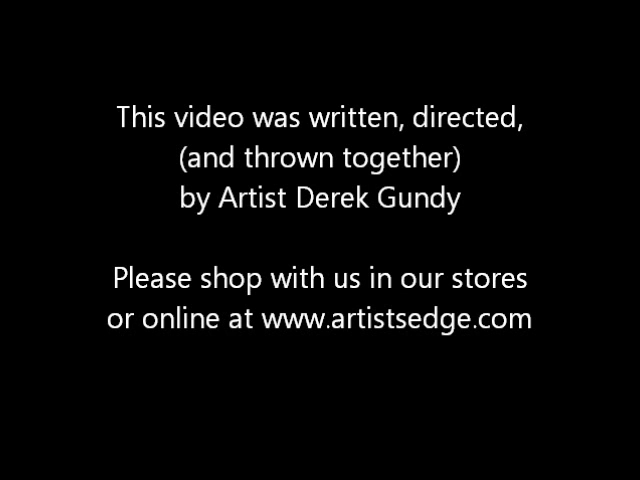 This video was written, directed,
(and thrown together)
by Artist Derek Gundy
Please shop with us in our stores
or online at www.artistsedge.com